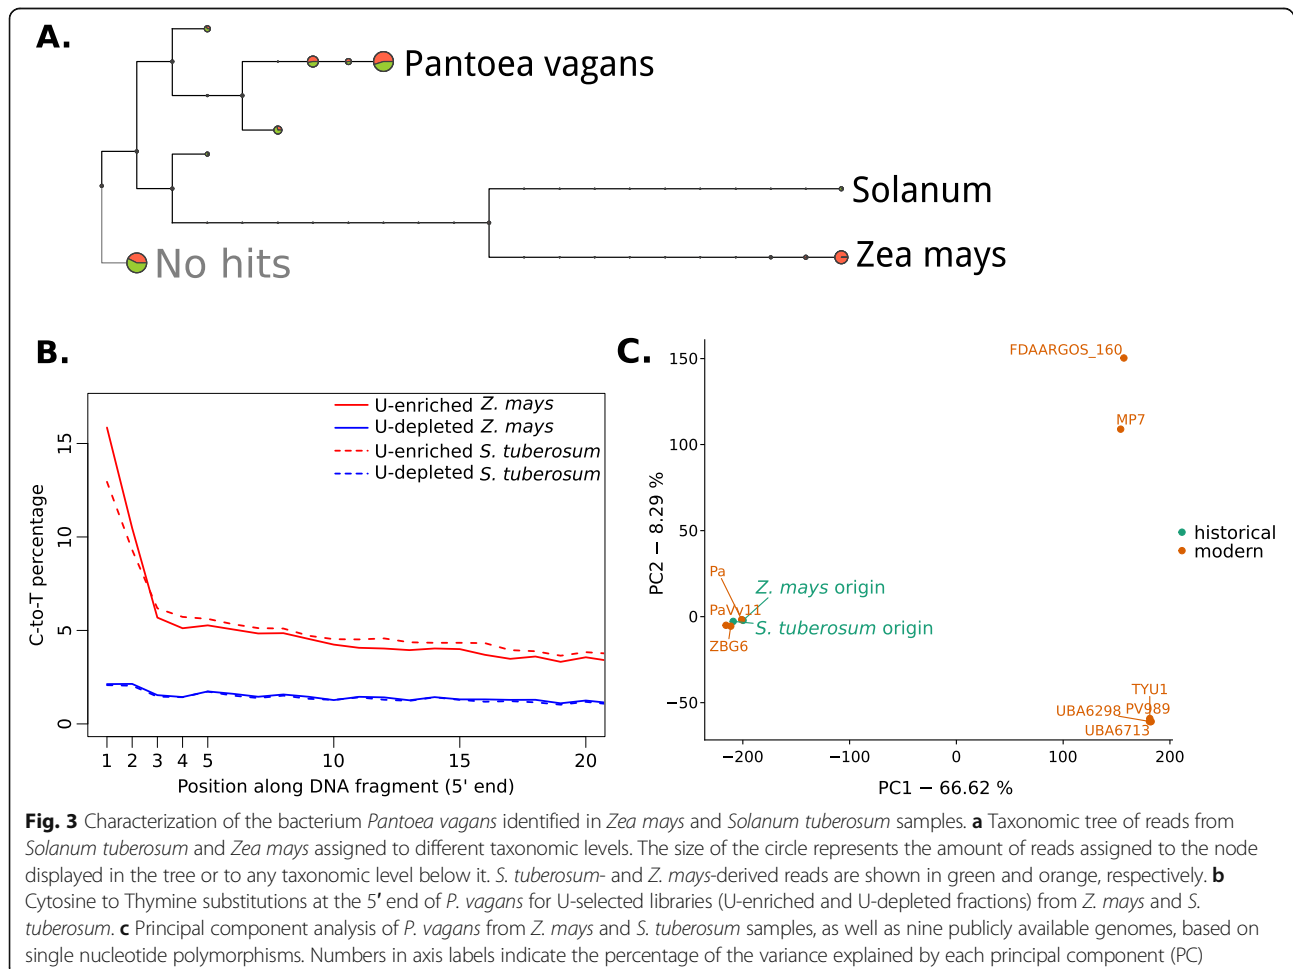 A.
Pantoea vagans
Solanum
Zea mays
No hits
B.
U-enriched Z. mays
U-depleted Z. mays
U-enriched S. tuberosum
U-depleted S. tuberosum
15
10
5
0
C-to-T percentage
1 2 3 4 5 10 15 20
Position along DNA fragment (5' end)
C.
FDAARGOS_160
MP7
historical
modern
Pa
Z. mays origin
PaVv11
S. tuberosum origin
ZBG6
TYU1
UBA6298 PV989
UBA6713
150
100
50
0
−50
PC2 − 8.29 %
−200 −100 0 100 200
PC1 − 66.62 %
Fig. 3 Characterization of the bacterium Pantoea vagans identified in Zea mays and Solanum tuberosum samples. a Taxonomic tree of reads from
Solanum tuberosum and Zea mays assigned to different taxonomic levels. The size of the circle represents the amount of reads assigned to the node
displayed in the tree or to any taxonomic level below it. S. tuberosum- and Z. mays-derived reads are shown in green and orange, respectively. b
Cytosine to Thymine substitutions at the 5′ end of P. vagans for U-selected libraries (U-enriched and U-depleted fractions) from Z. mays and S.
tuberosum. c Principal component analysis of P. vagans from Z. mays and S. tuberosum samples, as well as nine publicly available genomes, based on
single nucleotide polymorphisms. Numbers in axis labels indicate the percentage of the variance explained by each principal component (PC)